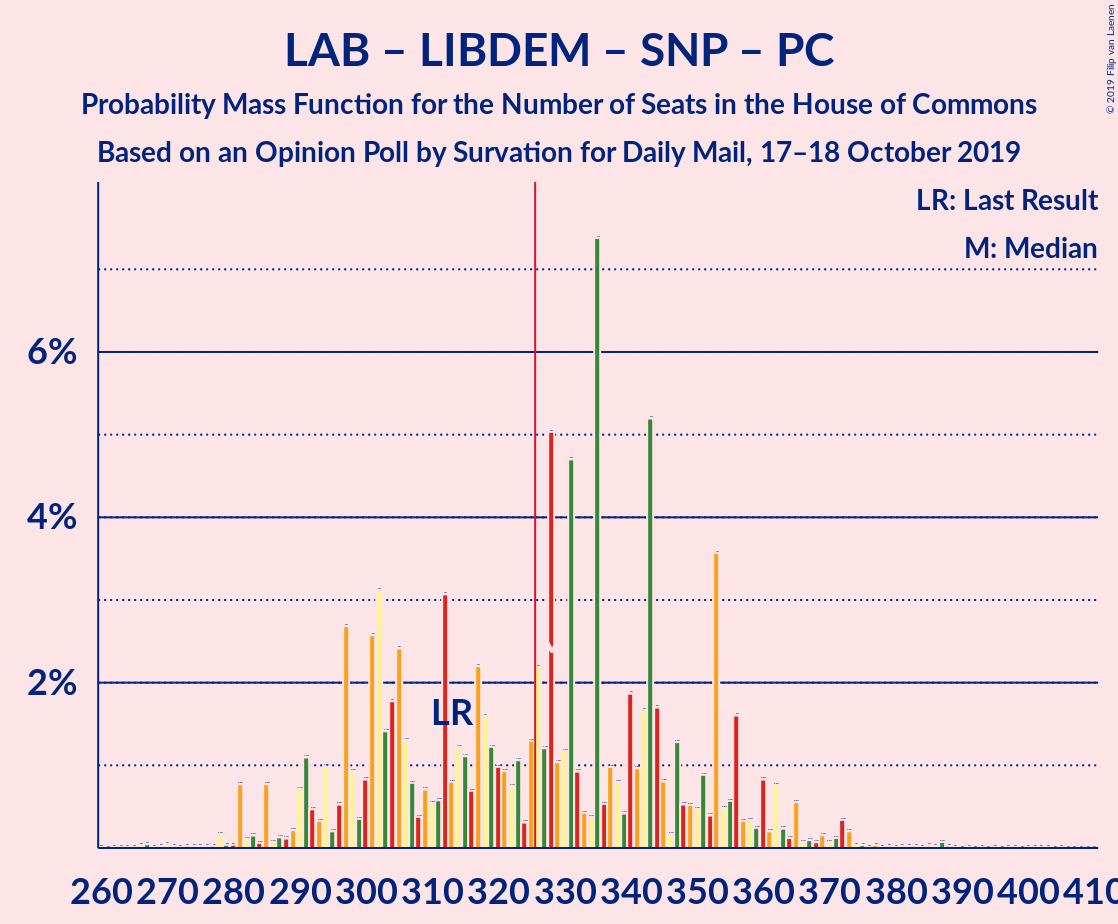 LAB – LIBDEM – SNP – PC
Probability Mass Function for the Number of Seats in the House of Commons
Based on an Opinion Poll by Survation for Daily Mail, 17–18 October 2019
© 2019 Filip van Laenen
LR: Last Result
M: Median
6%
4%
2%
LR
260 270 280 290 300 310 320 330 340 350 360 370 380 390 400 410